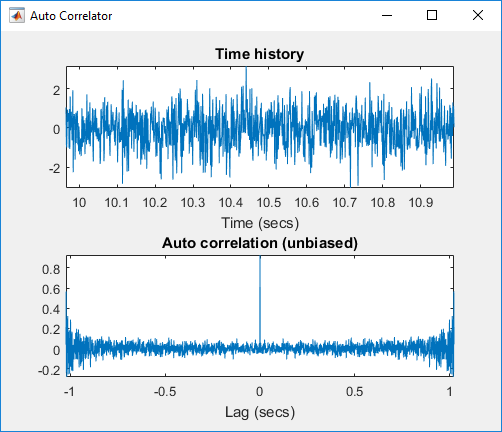 Auto Correlator
Time history
2
0
-2
10 10.1 10.2 10.3 10.4 10.5 10.6 10.7 10.8 10.9
Time (secs)
Auto correlation (unbiased)
0.8
0.6
0.4
0.2
0
-0.2
-1 -0.5 0 0.5 1
Lag (secs)